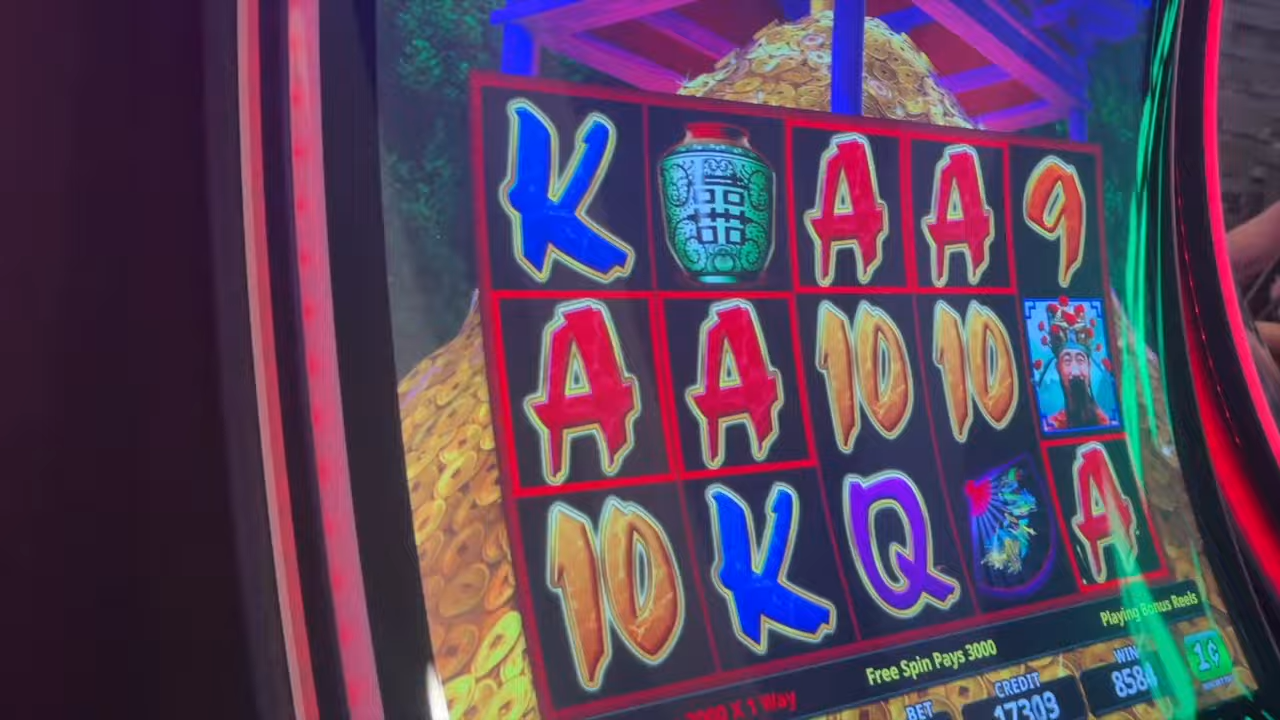 K A A 9
A A 10 10
10 K Q A
Playing Bonus Reels
Free Spin Pays 3000
X 1 Way
BET
CREDIT
17309
WIN
8584
1¢